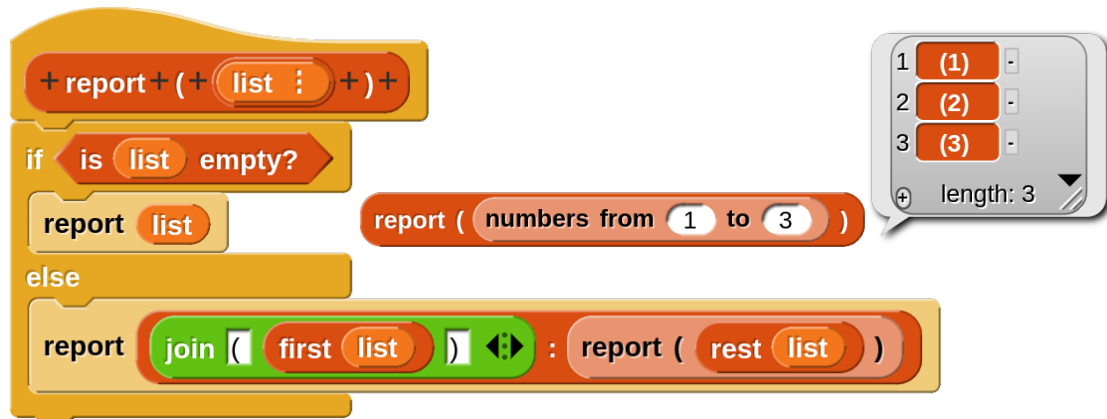 + report + ( + list ⋮ + ) +
if is list empty?
report list
else
report join ( first list ) : report ( rest list )
report ( numbers from 1 to 3 )
1 (1) -
2 (2) -
3 (3) -
+ length: 3